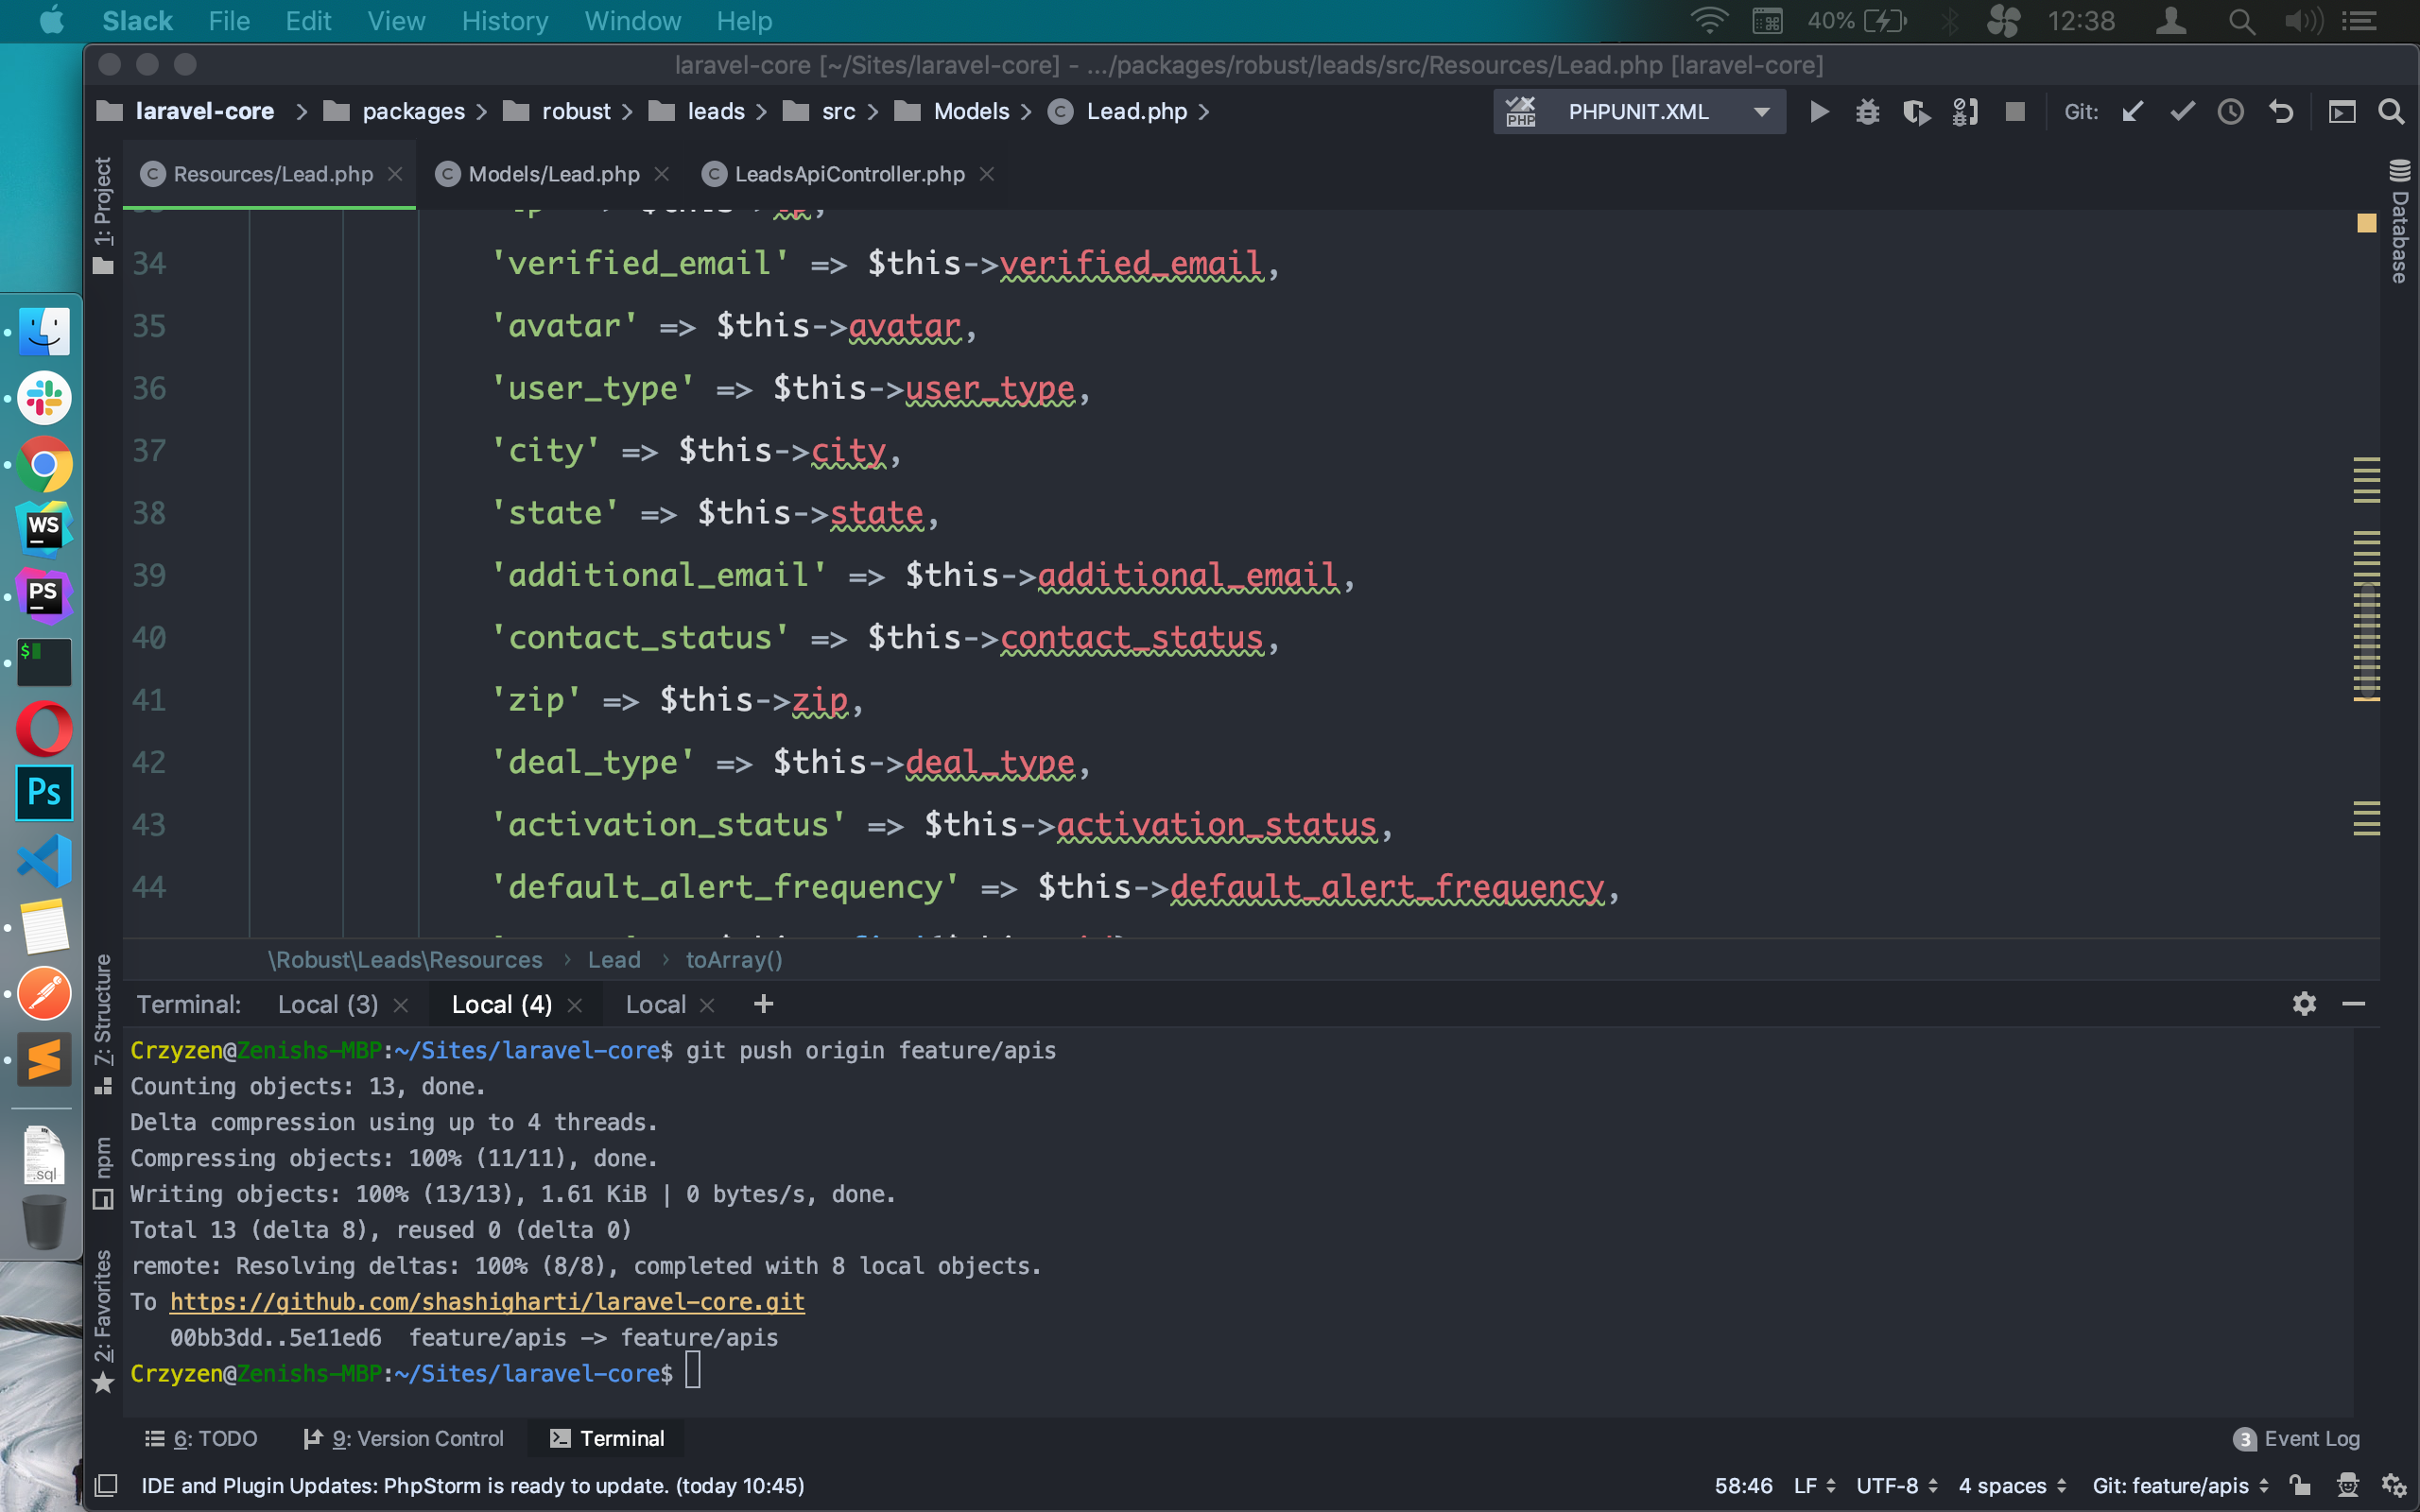 Slack File Edit View History Window Help 40% 12:38
laravel-core [~/Sites/laravel-core] - .../packages/robust/leads/src/Resources/Lead.php [laravel-core]
laravel-core packages robust leads src Models Lead.php PHPUNIT.XML Git:
Resources/Lead.php Models/Lead.php LeadsApiController.php
1: Project
Database
34 'verified_email' => $this->verified_email,
35 'avatar' => $this->avatar,
36 'user_type' => $this->user_type,
37 'city' => $this->city,
38 'state' => $this->state,
39 'additional_email' => $this->additional_email,
40 'contact_status' => $this->contact_status,
41 'zip' => $this->zip,
42 'deal_type' => $this->deal_type,
43 'activation_status' => $this->activation_status,
44 'default_alert_frequency' => $this->default_alert_frequency,
\Robust\Leads\Resources > Lead > toArray()
7: Structure
npm
2: Favorites
Terminal: Local (3) Local (4) Local +
Crzyzen@Zenishs-MBP:~/Sites/laravel-core$ git push origin feature/apis
Counting objects: 13, done.
Delta compression using up to 4 threads.
Compressing objects: 100% (11/11), done.
Writing objects: 100% (13/13), 1.61 KiB | 0 bytes/s, done.
Total 13 (delta 8), reused 0 (delta 0)
remote: Resolving deltas: 100% (8/8), completed with 8 local objects.
To https://github.com/shashigharti/laravel-core.git
00bb3dd..5e11ed6 feature/apis -> feature/apis
Crzyzen@Zenishs-MBP:~/Sites/laravel-core$
6: TODO 9: Version Control Terminal 3 Event Log
IDE and Plugin Updates: PhpStorm is ready to update. (today 10:45) 58:46 LF UTF-8 4 spaces Git: feature/apis
WS
PS
$
Ps
.sql